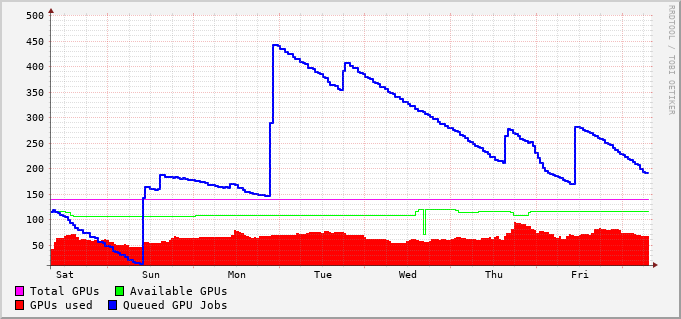 500
450
400
350
300
250
200
150
100
50
Sat Sun Mon Tue Wed Thu Fri
Total GPUs Available GPUs
GPUs used Queued GPU Jobs
RRDTOOL / TOBI OETIKER